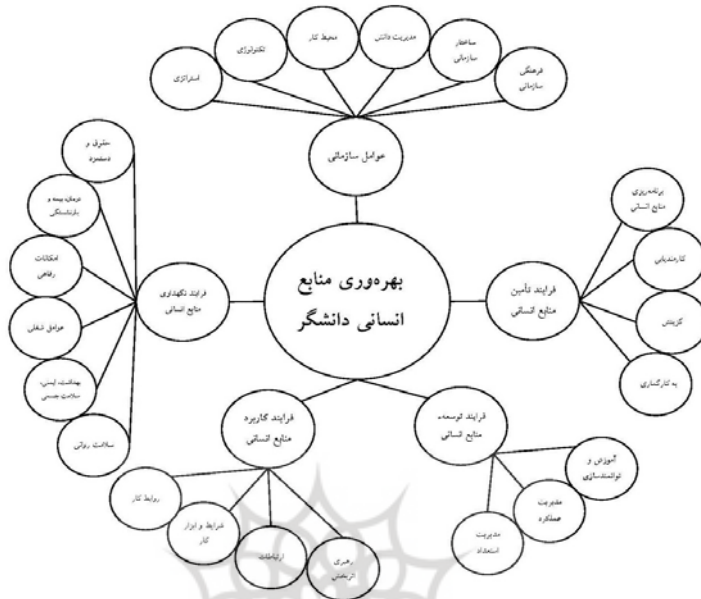 استراتژی
تکنولوژی
محیط کار
مدیریت دانش
ساختار
سازمانی
فرهنگی
سازمانی
عوامل سازمانی
حقوق و
دستمزد
درمان، بیمه و
بازنشستگی
امکانات
رفاهی
عوامل شغلی
بهداشت، ایمنی،
سلامت جسمی
سلامت روانی
فرایند نگهداری
منابع انسانی
بهره‌وری منابع
انسانی دانشگر
فرایند تأمین
منابع انسانی
برنامه‌ریزی
منابع انسانی
کارمندیابی
گزینش
به کارگماری
فرایند کاربرد
منابع انسانی
روابط کار
شرایط و ابزار
کار
ارتباطات
رهبری
اثربخش
فرایند توسعه
منابع انسانی
آموزش و
توانمندسازی
مدیریت
عملکرد
مدیریت
استعداد